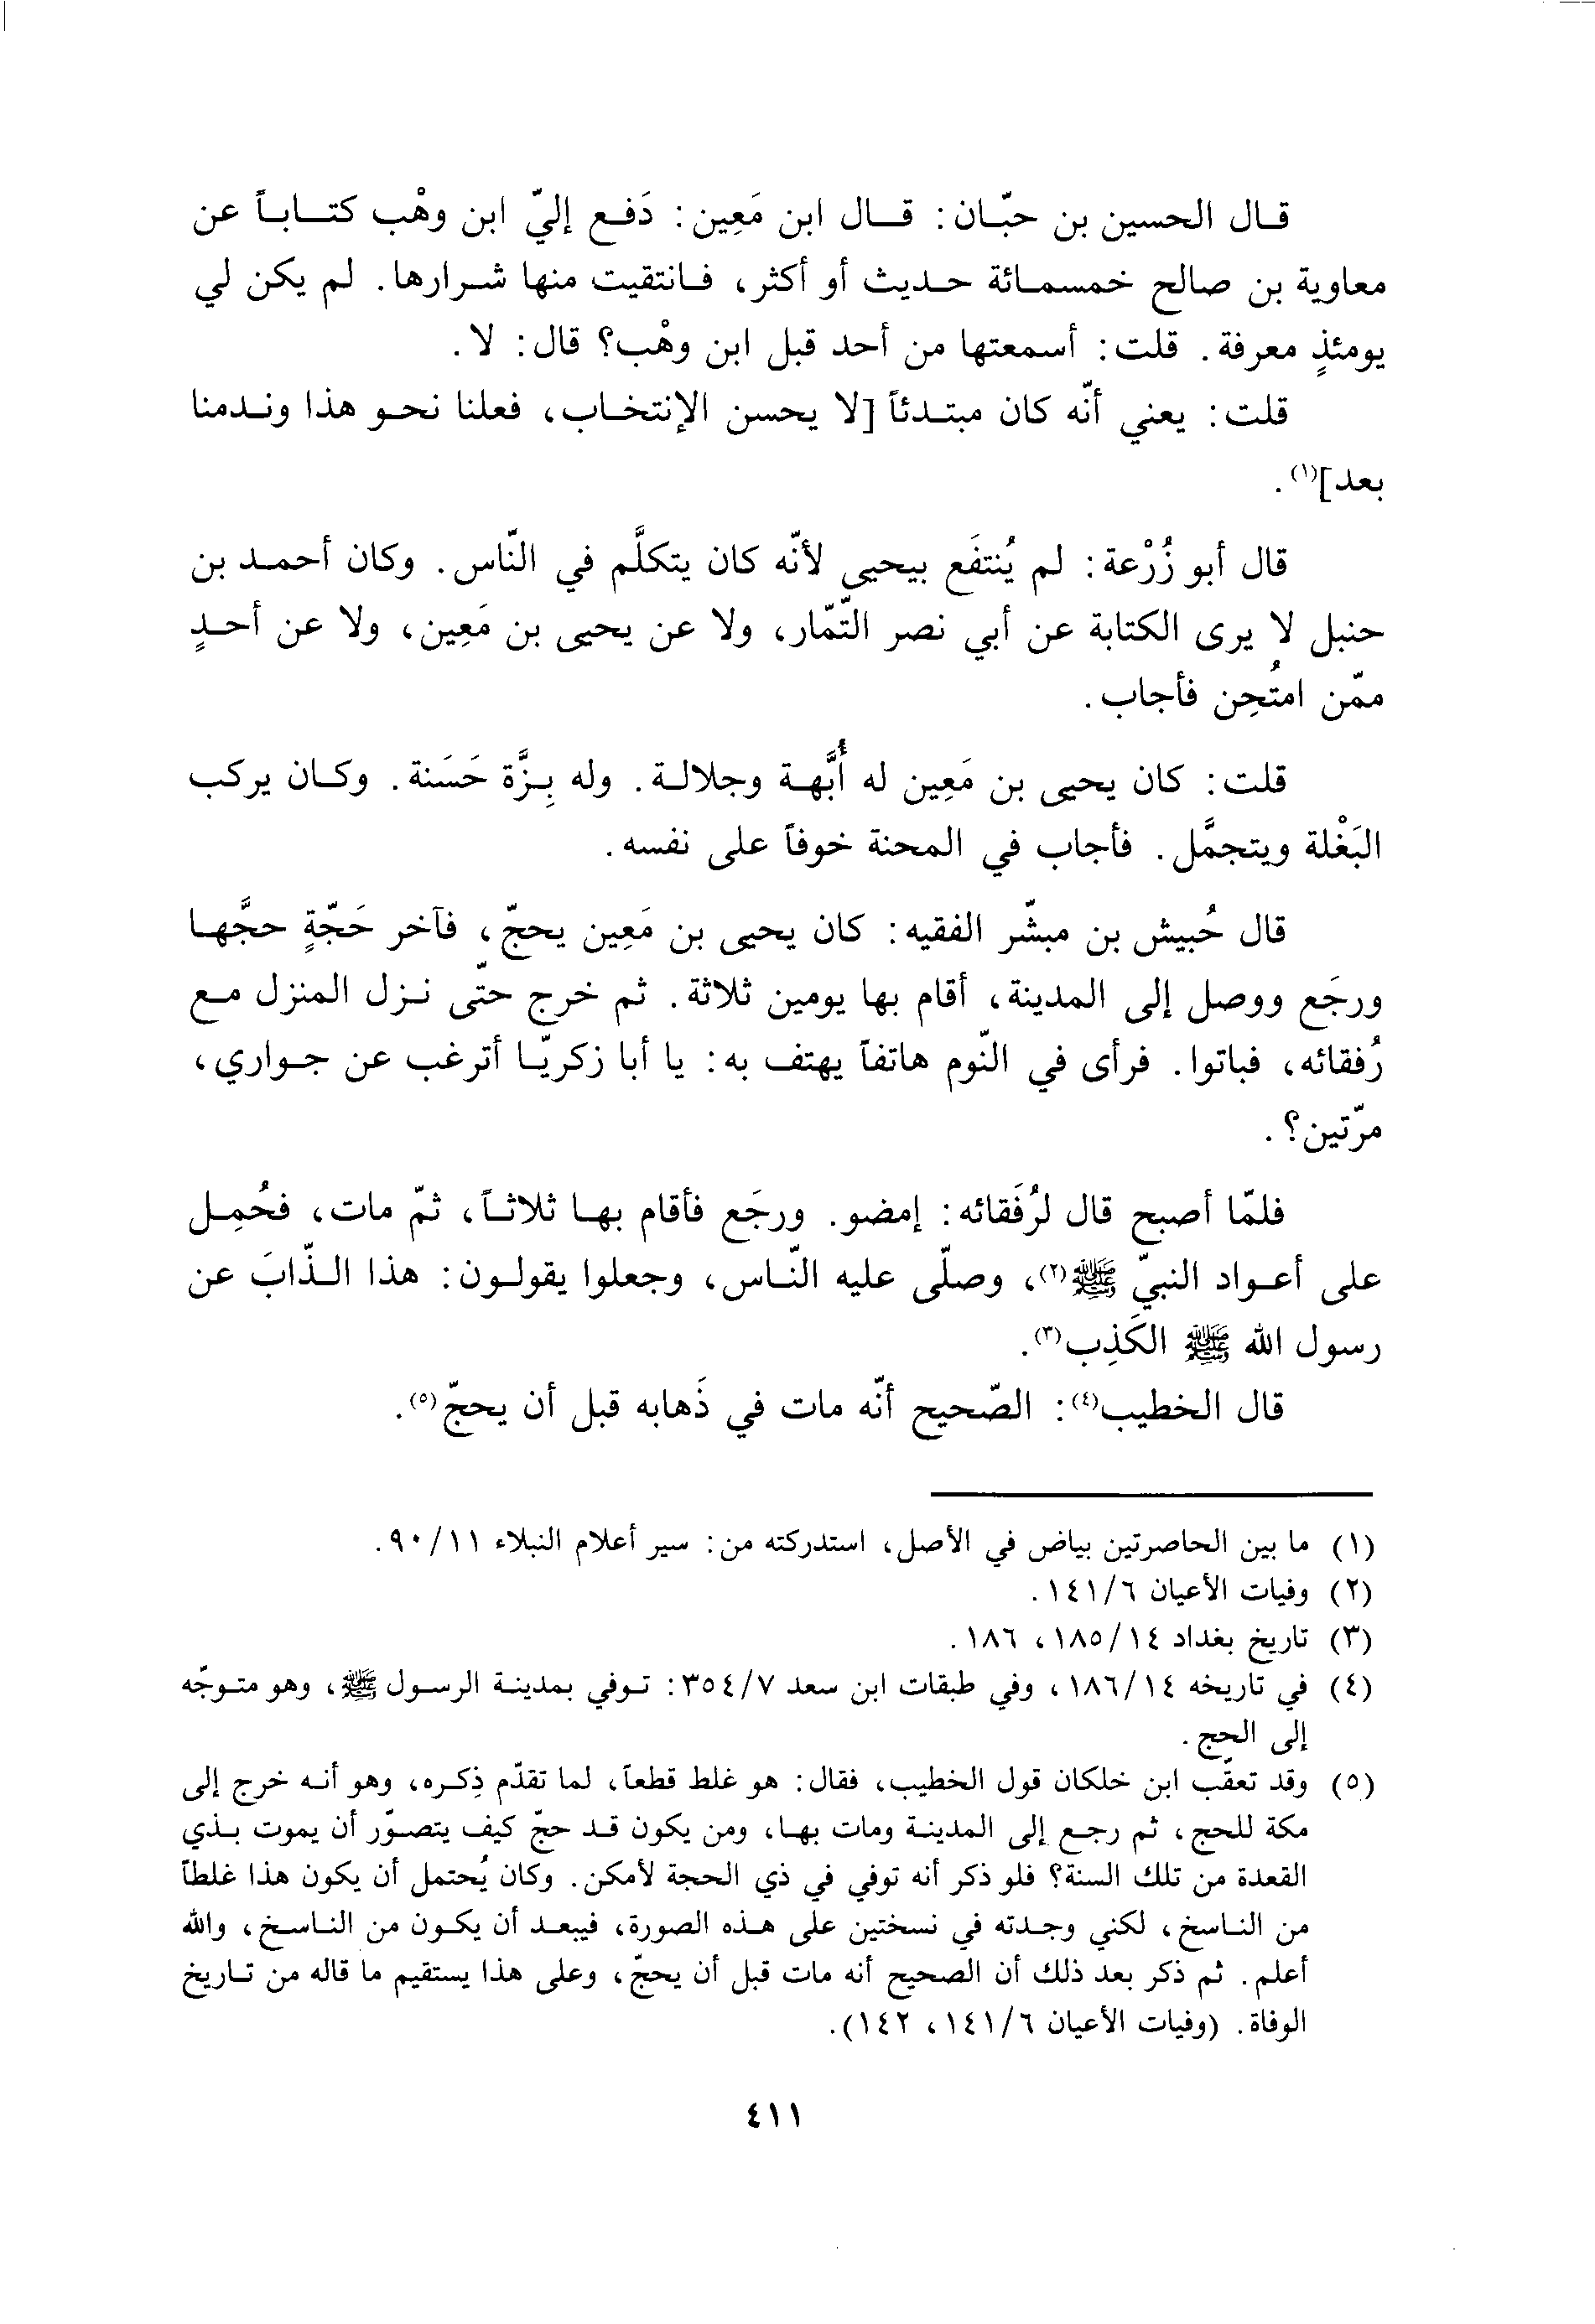 قال الحسين بن حبّان: قال ابن مَعِين: دَفع إليّ ابن وهْب كتاباً عن
معاوية بن صالح خمسمائة حديث أو أكثر، فانتقيت منها شرارها. لم يكن لي
يومئذٍ معرفة. قلت: أسمعتها من أحد قبل ابن وهْب؟ قال: لا.
قلت: يعني أنّه كان مبتدئاً [لا يحسن الإنتخاب، فعلنا نحو هذا وندمنا
بعد](١).
قال أبو زُرْعة: لم يُنتفَع بيحيى لأنّه كان يتكلَّم في النّاس. وكان أحمد بن
حنبل لا يرى الكتابة عن أبي نصر التّمّار، ولا عن يحيى بن مَعِين، ولا عن أحدٍ
ممّن امتُحِن فأجاب.
قلت: كان يحيى بن مَعِين له أُبَّهة وجلالة. وله بِزَّة حَسَنة. وكان يركب
البَغْلة ويتجمَّل. فأجاب في المحنة خوفاً على نفسه.
قال حُبيش بن مبشّر الفقيه: كان يحيى بن مَعِين يحجّ، فآخر حَجّةٍ حجَّها
ورجَع ووصل إلى المدينة، أقام بها يومين ثلاثة. ثم خرج حتّى نزل المنزل مع
رُفقائه، فباتوا. فرأى في النّوم هاتفاً يهتف به: يا أبا زكريّا أترغب عن جواري،
مرّتين؟.
فلمّا أصبح قال لرُفَقائه: إمضو. ورجَع فأقام بها ثلاثاً، ثمّ مات، فحُمِل
على أعواد النبيّ ﷺ(٢)، وصلّى عليه النّاس، وجعلوا يقولون: هذا الذّابَ عن
رسول الله ﷺ الكَذِب(٣).
قال الخطيب(٤): الصّحيح أنّه مات في ذَهابه قبل أن يحجّ(٥).
(١) ما بين الحاصرتين بياض في الأصل، استدركته من: سير أعلام النبلاء ٩٠/١١.
(٢) وفيات الأعيان ١٤١/٦.
(٣) تاريخ بغداد ١٨٥/١٤، ١٨٦.
(٤) في تاريخه ١٨٦/١٤، وفي طبقات ابن سعد ٣٥٤/٧: توفي بمدينة الرسول ﷺ، وهو متوجّه
إلى الحج.
(٥) وقد تعقّب ابن خلكان قول الخطيب، فقال: هو غلط قطعاً، لما تقدّم ذِكره، وهو أنه خرج إلى
مكة للحج، ثم رجع إلى المدينة ومات بها، ومن يكون قد حجّ كيف يتصوّر أن يموت بذي
القعدة من تلك السنة؟ فلو ذكر أنه توفي في ذي الحجة لأمكن. وكان يُحتمل أن يكون هذا غلطاً
من الناسخ، لكني وجدته في نسختين على هذه الصورة، فيبعد أن يكون من الناسخ، والله
أعلم. ثم ذكر بعد ذلك أن الصحيح أنه مات قبل أن يحجّ، وعلى هذا يستقيم ما قاله من تاريخ
الوفاة. (وفيات الأعيان ١٤١/٦، ١٤٢).
٤١١